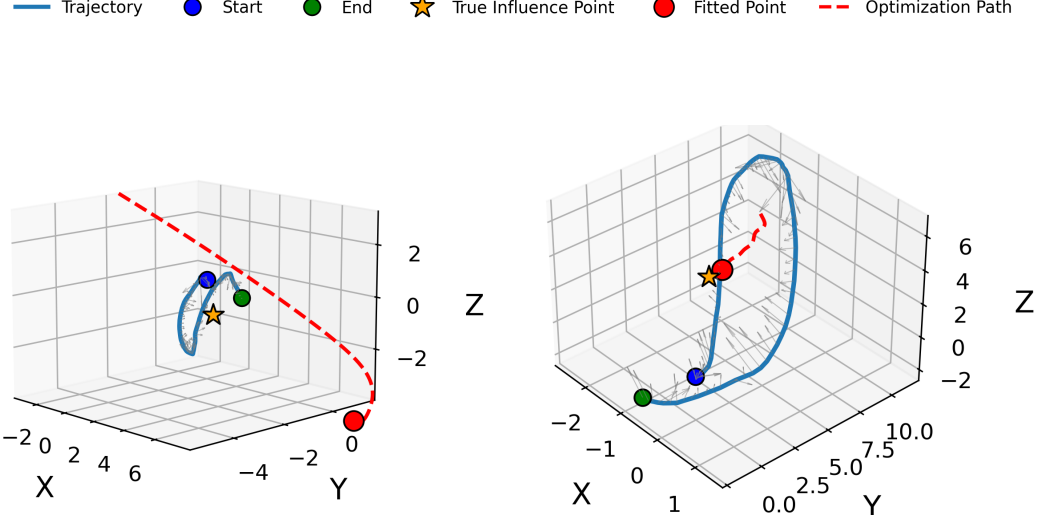 Trajectory Start End True Influence Point Fitted Point Optimization Path
2
0
−2
Z
−2 0 2 4 6
X
−4 −2 0
Y
6
4
2
0
−2
Z
−2 −1 0 1
X
0.0 2.5 5.0 7.5 10.0
Y